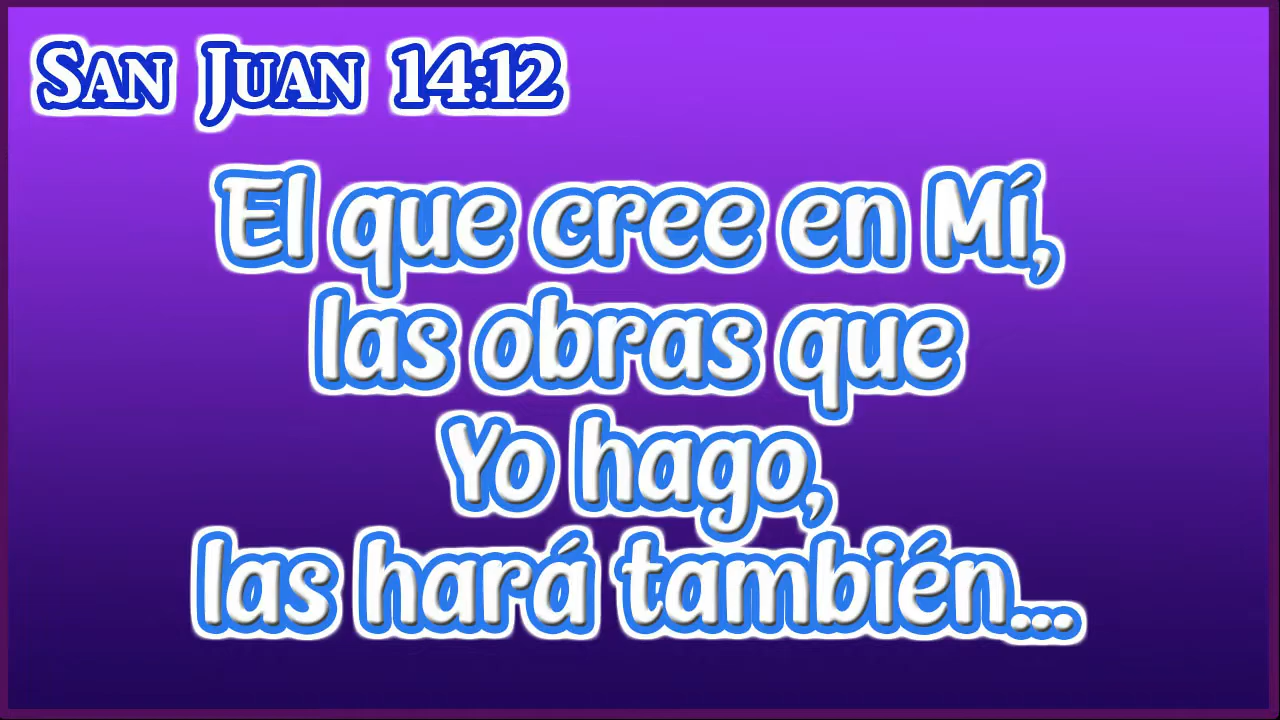 San Juan 14:12
El que cree en Mí,
las obras que
Yo hago,
las hará también...